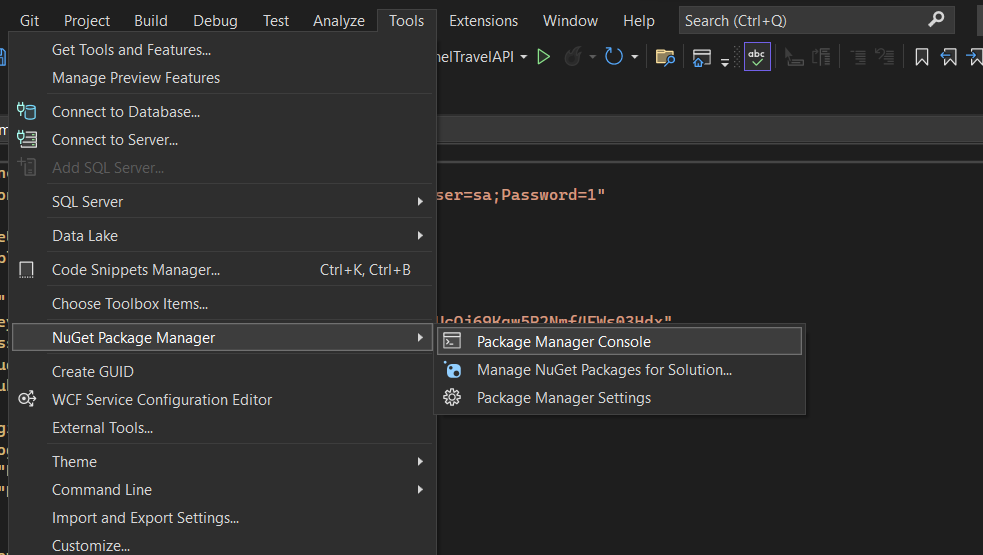 Git Project Build Debug Test Analyze Tools Extensions Window Help Search (Ctrl+Q)
Get Tools and Features...
nelTravelAPI
abc
Manage Preview Features
Connect to Database...
Connect to Server...
Add SQL Server...
ser=sa;Password=1"
SQL Server
Data Lake
Code Snippets Manager... Ctrl+K, Ctrl+B
Choose Toolbox Items...
NuGet Package Manager
Package Manager Console
Create GUID
Manage NuGet Packages for Solution...
WCF Service Configuration Editor
Package Manager Settings
External Tools...
Theme
Command Line
Import and Export Settings...
Customize...